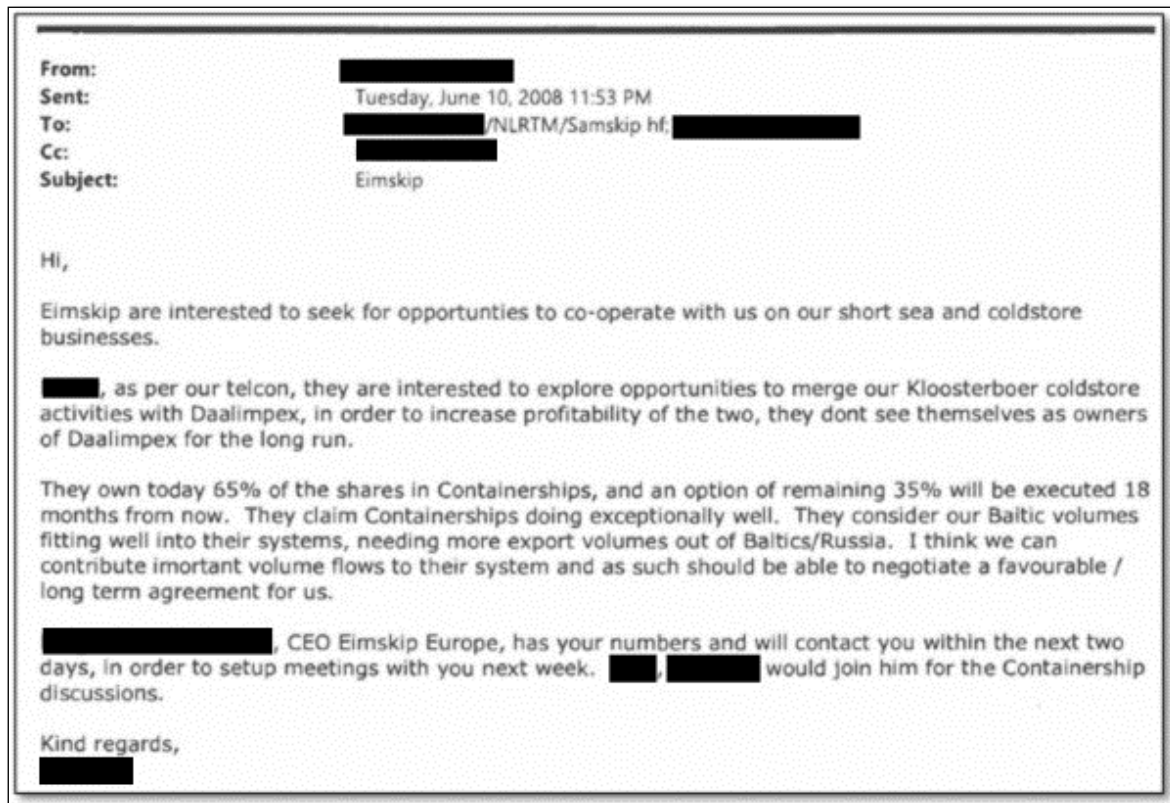 From:
Sent: Tuesday, June 10, 2008 11:53 PM
To: /NLRTM/Samskip hf;
Cc:
Subject: Eimskip
Hi,
Eimskip are interested to seek for opportunties to co-operate with us on our short sea and coldstore
businesses.
, as per our telcon, they are interested to explore opportunities to merge our Kloosterboer coldstore
activities with Daalimpex, in order to increase profitability of the two, they dont see themselves as owners
of Daalimpex for the long run.
They own today 65% of the shares in Containerships, and an option of remaining 35% will be executed 18
months from now. They claim Containerships doing exceptionally well. They consider our Baltic volumes
fitting well into their systems, needing more export volumes out of Baltics/Russia. I think we can
contribute imortant volume flows to their system and as such should be able to negotiate a favourable /
long term agreement for us.
, CEO Eimskip Europe, has your numbers and will contact you within the next two
days, in order to setup meetings with you next week. , would join him for the Containership
discussions.
Kind regards,